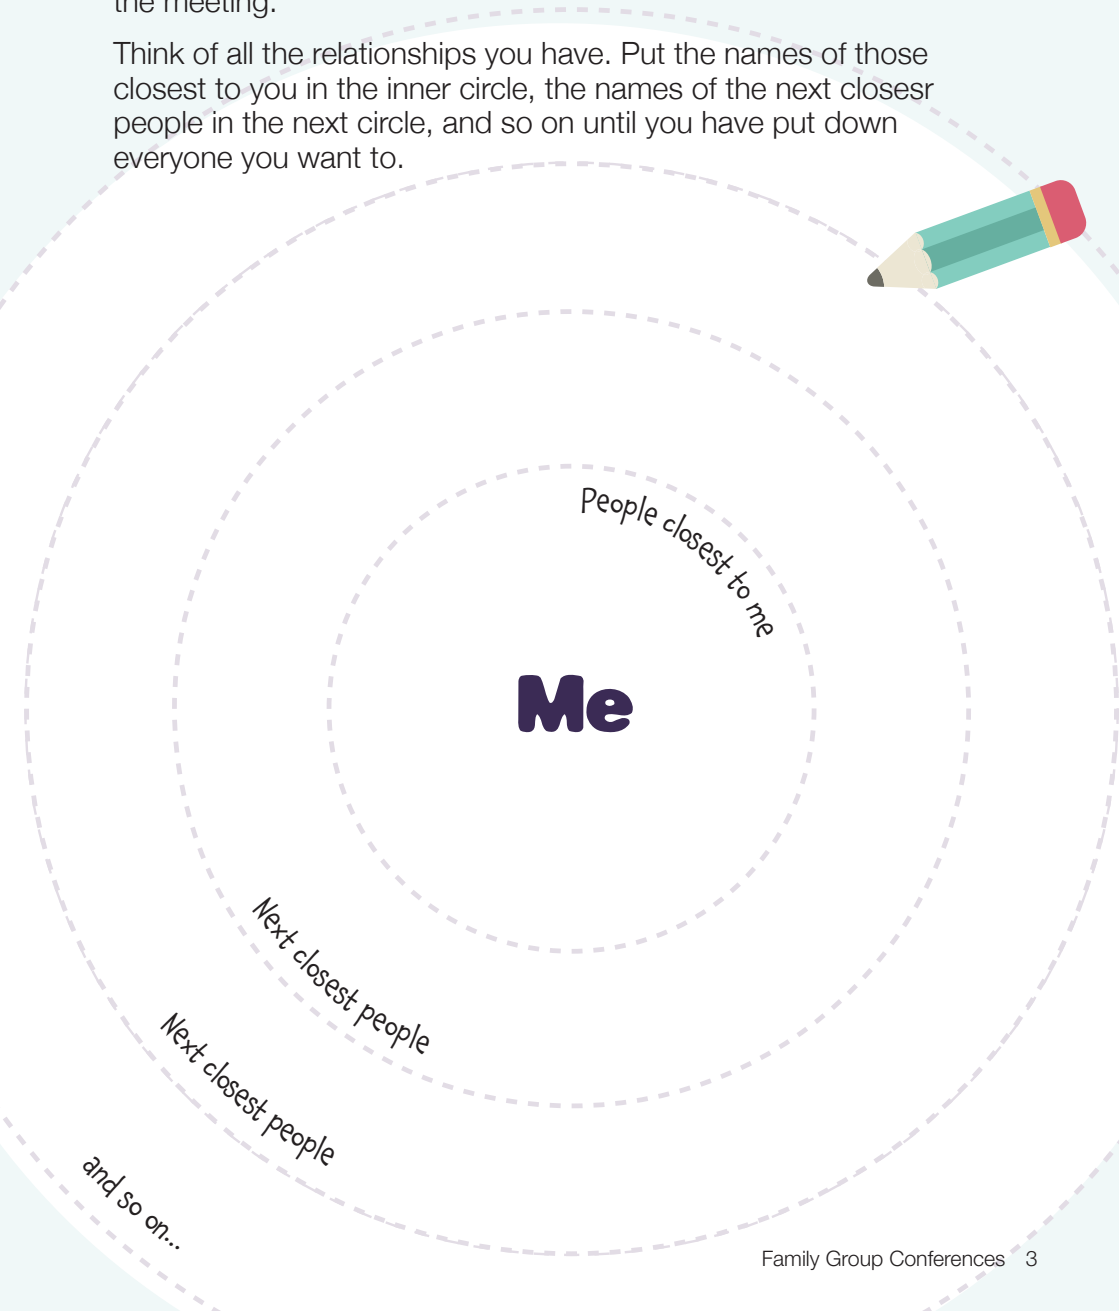 the meeting.
Think of all the relationships you have. Put the names of those
closest to you in the inner circle, the names of the next closesr
people in the next circle, and so on until you have put down
everyone you want to.
People closest to me
Me
Next closest people
Next closest people
and so on...
Family Group Conferences 3